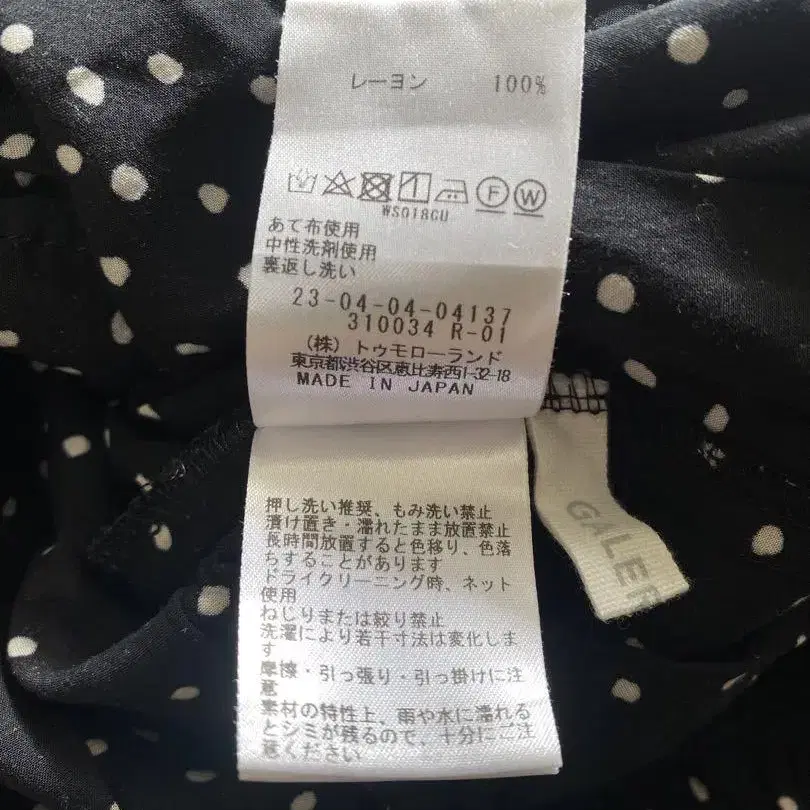 レーヨン 100%
F W
WS018CU
あて布使用
中性洗剤使用
裏返し洗い
23-04-04-04137
310034 R-01
(株) トゥモローランド
東京都渋谷区恵比寿西1-32-18
MADE IN JAPAN
押し洗い推奨、もみ洗い禁止
漬け置き・濡れたまま放置禁止
長時間放置すると色移り、色落
ちすることがあります
ドライクリーニング時、ネット
使用
ねじりまたは絞り禁止
洗濯により若干寸法は変化しま
す
摩擦・引っ張り・引っ掛けに注
意
素材の特性上、雨や水に濡れる
とシミが残るので、十分にご注
意ください
GALER